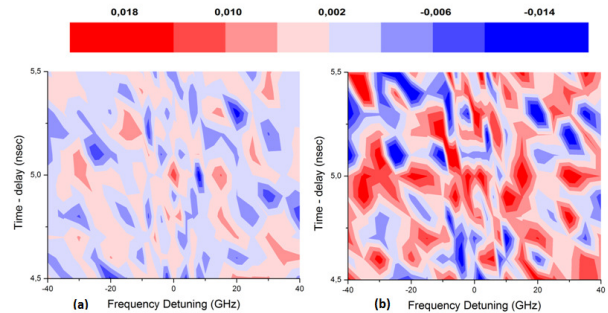 0,018 0,010 0,002 -0,006 -0,014
5,5 5,5
Time - delay (nsec) Time - delay (nsec)
5,0 5,0
4,5 4,5
-40 -20 0 20 40 -40 -20 0 20 40
(a) Frequency Detuning (GHz) (b) Frequency Detuning (GHz)